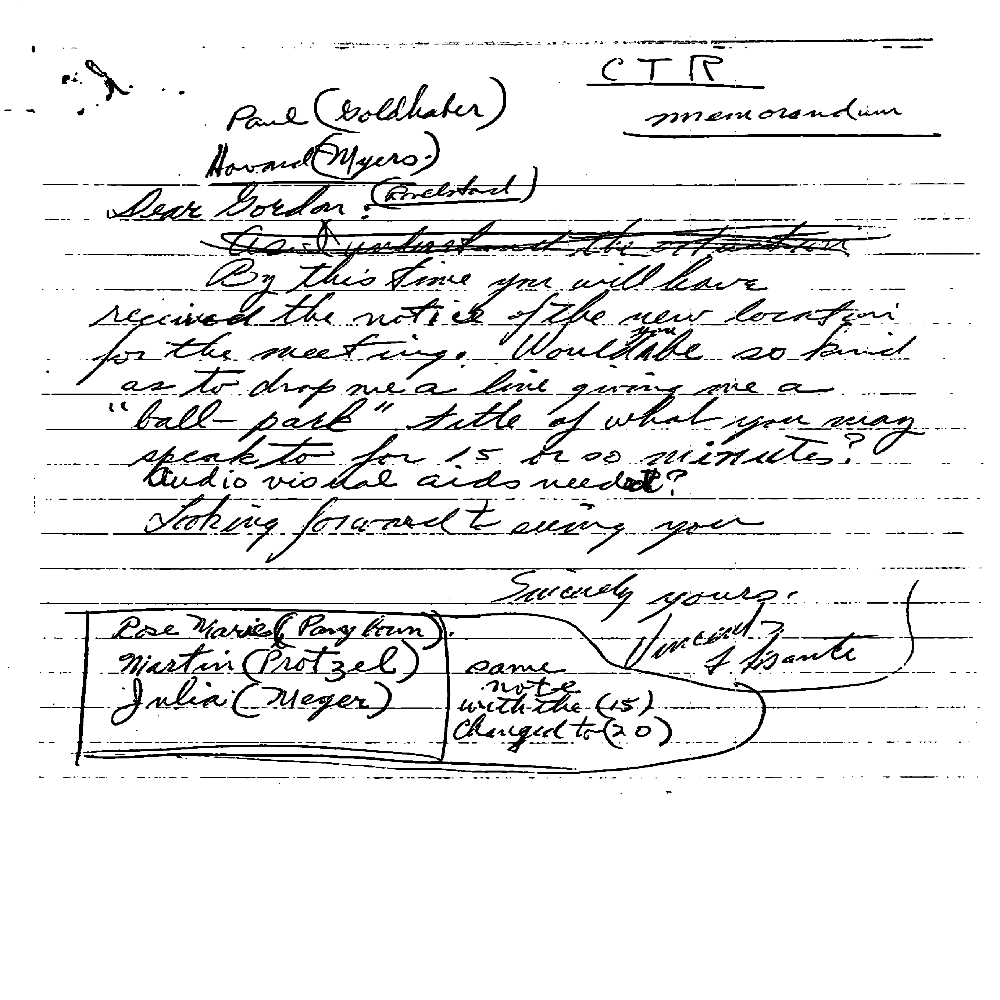 CTR
memorandum
Paul (Goldhaber)
Howard (Myers.)
Dear Gordon:
As I understand the situation
By this time you will have
received the notice of the new location
for the meeting. Would you be so kind
as to drop me a line giving me a
"ball-park" title of what you may
speak to for 15 or so minutes?
Audio visual aids needed?
Looking forward to seeing you
Sincerely yours.
Vincent
Lisanti
Rose Marie (Pangborn).
Martin (Protzel)
Julia (Meyer)
same
note
with the (15)
changed to (20)